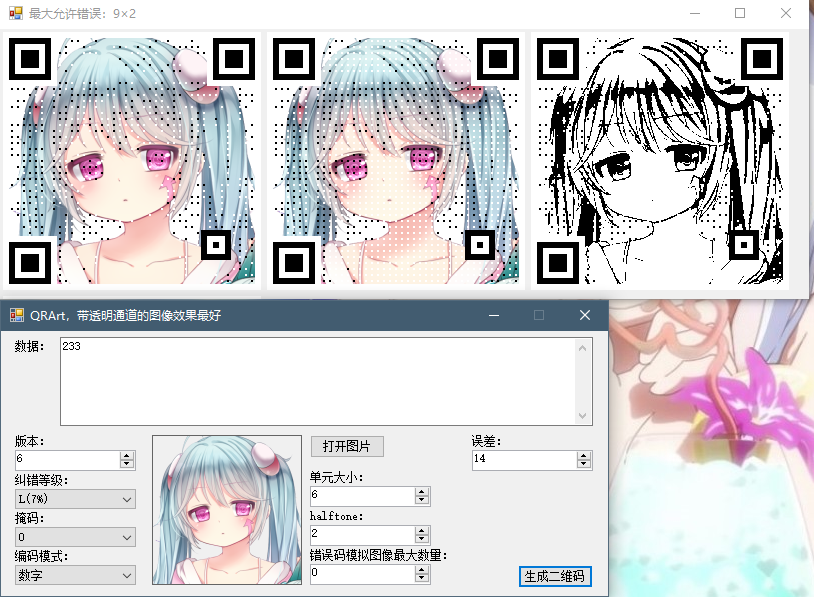 最大允许错误：9×2
QRArt，带透明通道的图像效果最好
数据：
233
版本：
6
纠错等级：
L(7%)
掩码：
0
编码模式：
数字
打开图片
单元大小：
6
halftone：
2
错误码模拟图像最大数量：
0
误差：
14
生成二维码